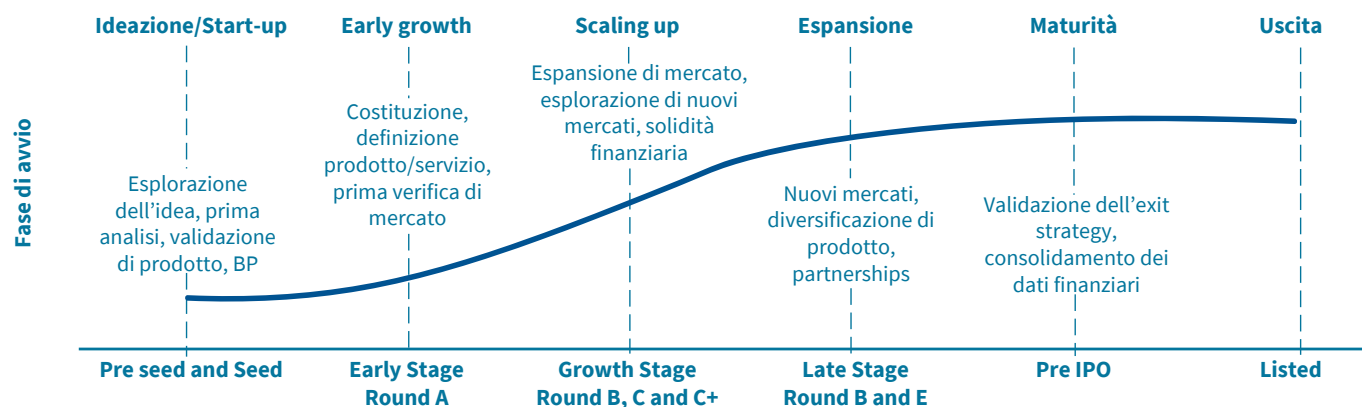 Ideazione/Start-up
Early growth
Scaling up
Espansione
Maturità
Uscita
Fase di avvio
Esplorazione
dell'idea, prima
analisi, validazione
di prodotto, BP
Costituzione,
definizione
prodotto/servizio,
prima verifica di
mercato
Espansione di mercato,
esplorazione di nuovi
mercati, solidità
finanziaria
Nuovi mercati,
diversificazione di
prodotto,
partnerships
Validazione dell'exit
strategy,
consolidamento dei
dati finanziari
Pre seed and Seed
Early Stage
Round A
Growth Stage
Round B, C and C+
Late Stage
Round B and E
Pre IPO
Listed